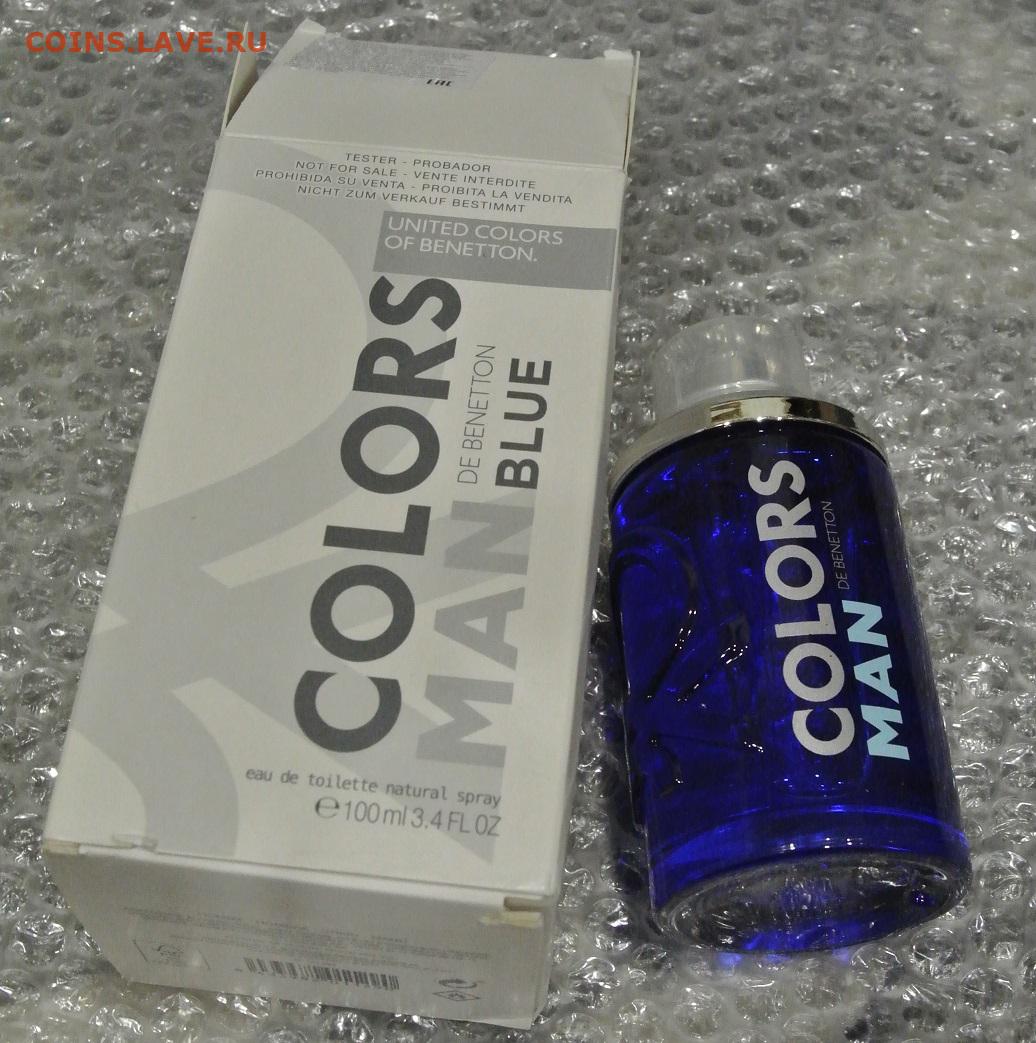 COINS.LAVE.RU
EAC
TESTER - PROBADOR
NOT FOR SALE - VENTE INTERDITE
PROHIBIDA SU VENTA - PROIBITA LA VENDITA
NICHT ZUM VERKAUF BESTIMMT
UNITED COLORS
OF BENETTON.
COLORS
DE BENETTON
MAN BLUE
eau de toilette natural spray
℮100ml 3.4 FL OZ
COLORS
DE BENETTON
MAN